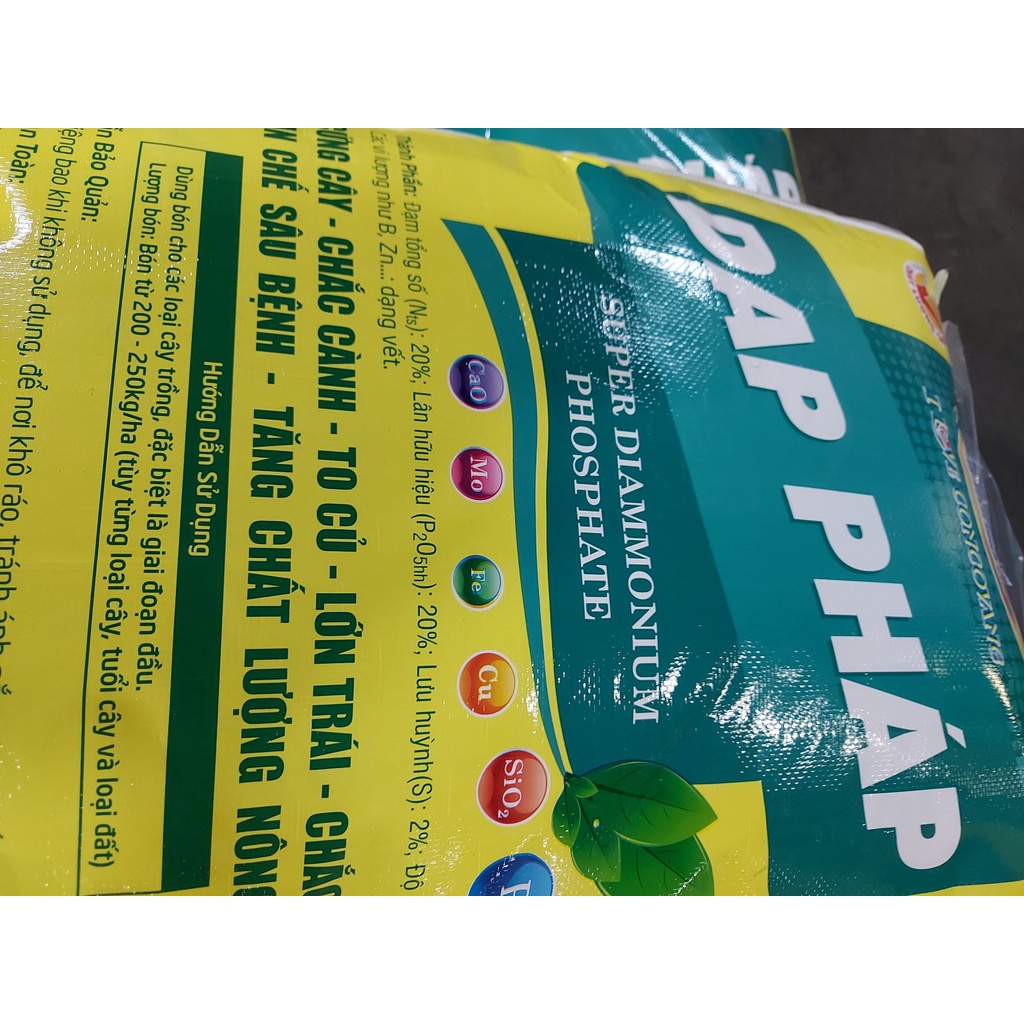 DAP PHÁP
SUPER DIAMMONIUM
PHOSPHATE
CaO
Mo
Fe
Cu
SiO₂
Thành Phần: Đạm tổng số (Nts): 20%; Lân hữu hiệu (P₂O₅hh): 20%; Lưu huỳnh(S): 2%; Độ
Các vi lượng như B, Zn...: dạng vết.
CÂY - CHẮC CÀNH - TO CỦ - LỚN TRÁI - CHẮC
CHẾ SÂU BỆNH - TĂNG CHẤT LƯỢNG NÔNG
Hướng Dẫn Sử Dụng
Dùng bón cho các loại cây trồng, đặc biệt là giai đoạn đầu.
Lượng bón: Bón từ 200 - 250kg/ha (tùy từng loại cây, tuổi cây và loại đất)
Bảo Quản:
bao khi không sử dụng, để nơi khô ráo, tránh
Toàn: